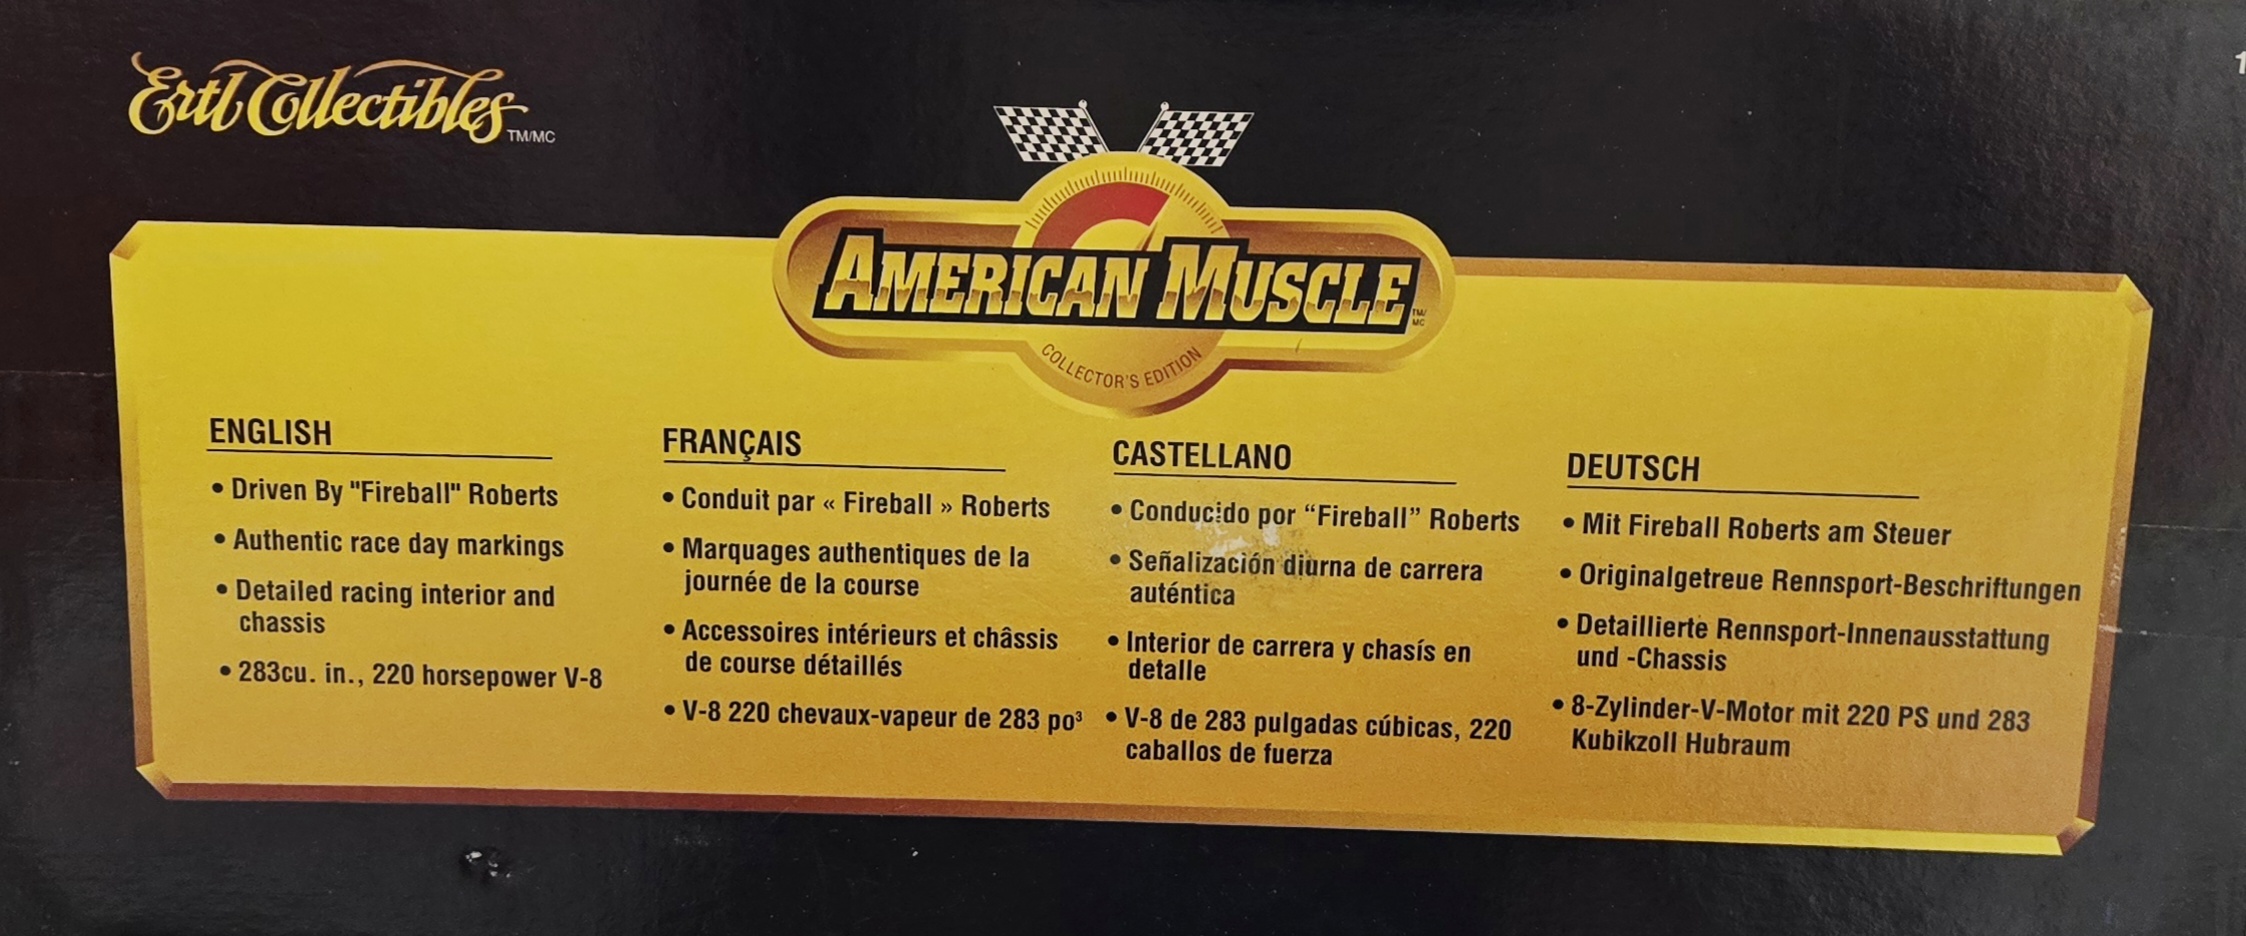 Ertl Collectibles TM/MC
AMERICAN MUSCLE TM/MC
COLLECTOR'S EDITION
ENGLISH
• Driven By "Fireball" Roberts
• Authentic race day markings
• Detailed racing interior and
chassis
• 283cu. in., 220 horsepower V-8
FRANÇAIS
• Conduit par « Fireball » Roberts
• Marquages authentiques de la
journée de la course
• Accessoires intérieurs et châssis
de course détaillés
• V-8 220 chevaux-vapeur de 283 po³
CASTELLANO
• Conducido por “Fireball” Roberts
• Señalización diurna de carrera
auténtica
• Interior de carrera y chasís en
detalle
• V-8 de 283 pulgadas cúbicas, 220
caballos de fuerza
DEUTSCH
• Mit Fireball Roberts am Steuer
• Originalgetreue Rennsport-Beschriftungen
• Detaillierte Rennsport-Innenausstattung
und -Chassis
• 8-Zylinder-V-Motor mit 220 PS und 283
Kubikzoll Hubraum